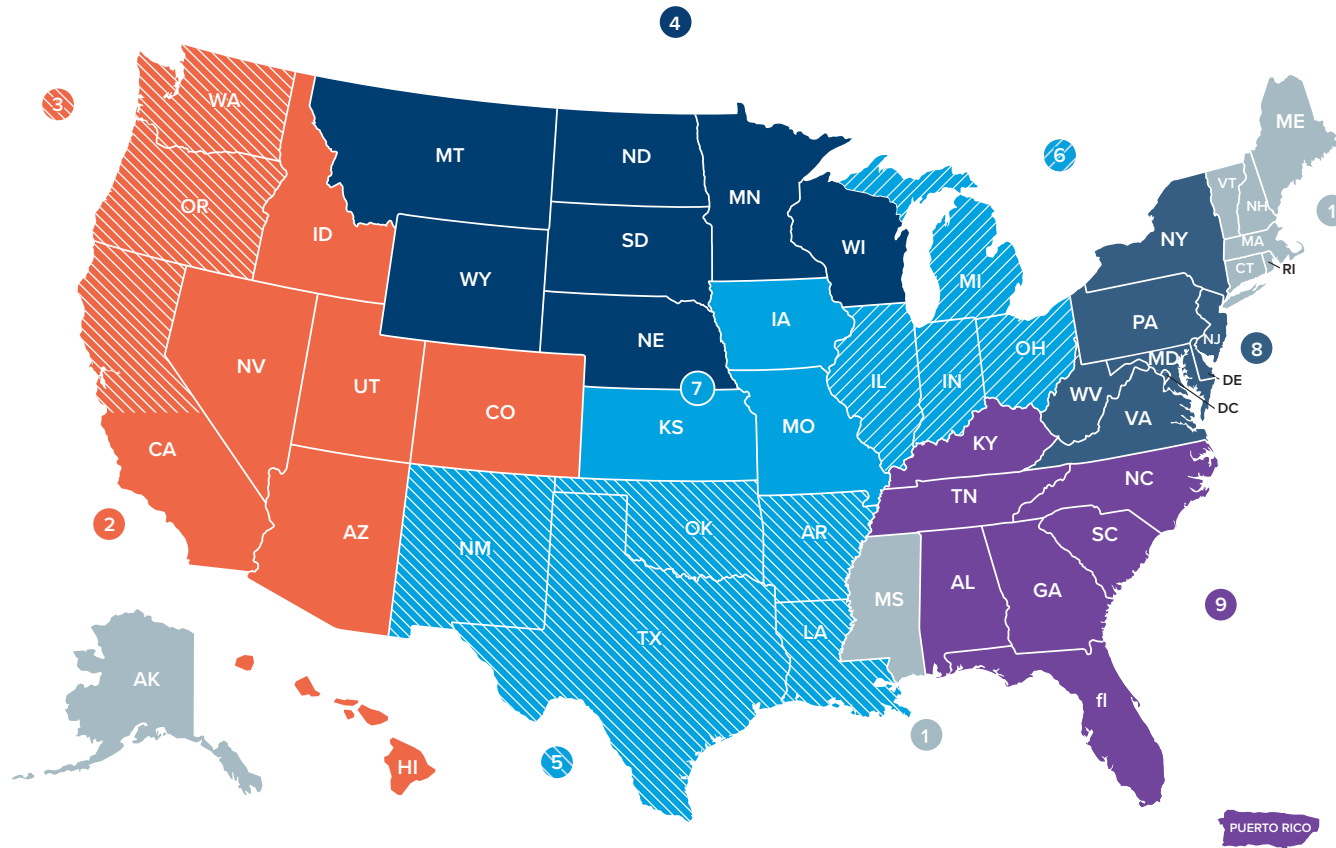 4
3
WA
ME
MT
ND
6
MN
VT
OR
NH
1
ID
SD
WI
NY
MA
WY
MI
CT
RI
IA
PA
NE
NJ
OH
8
NV
MD
UT
IL
IN
DE
7
WV
CO
DC
KS
MO
VA
CA
KY
TN
NC
2
AZ
OK
AR
SC
NM
AL
MS
GA
9
LA
TX
AK
fl
1
5
HI
PUERTO RICO